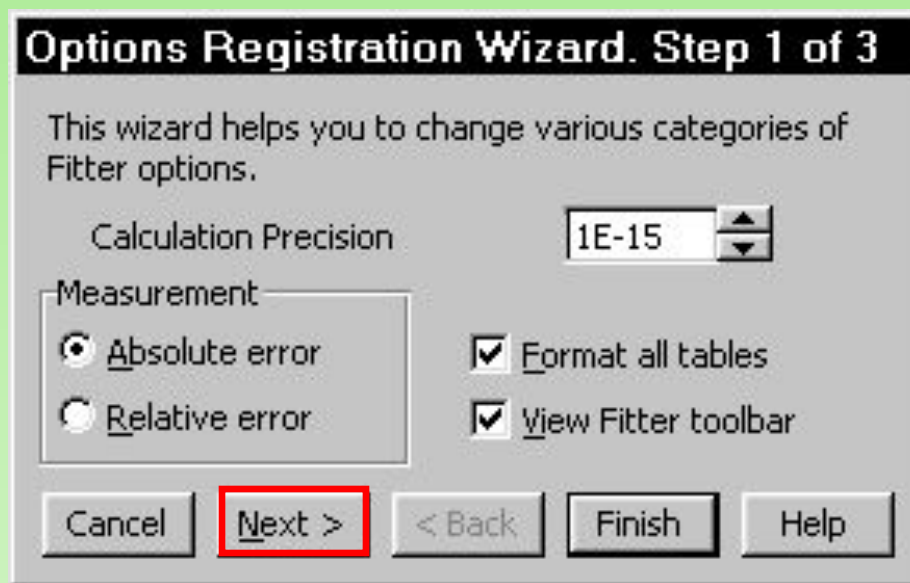 Options Registration Wizard. Step 1 of 3
This wizard helps you to change various categories of
Fitter options.
Calculation Precision
1E-15
Measurement
Absolute error
Relative error
Format all tables
View Fitter toolbar
Cancel
Next >
< Back
Finish
Help